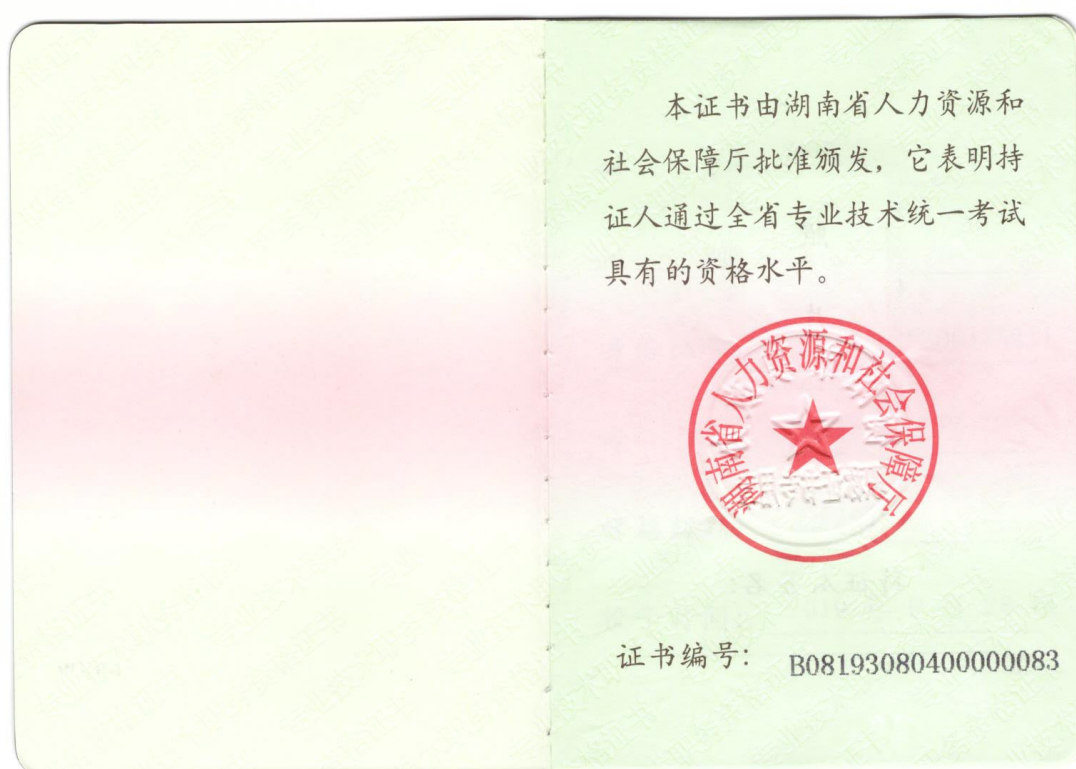 本证书由湖南省人力资源和
社会保障厅批准颁发，它表明持
证人通过全省专业技术统一考试
具有的资格水平。
湖南省人力资源和社会保障厅
证书编号： B08193080400000083